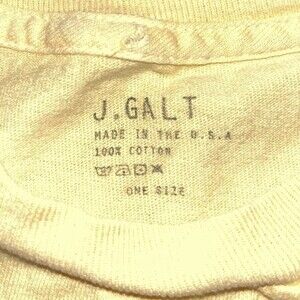 J.GALT
MADE IN THE U.S.A
100% COTTON
ONE SIZE